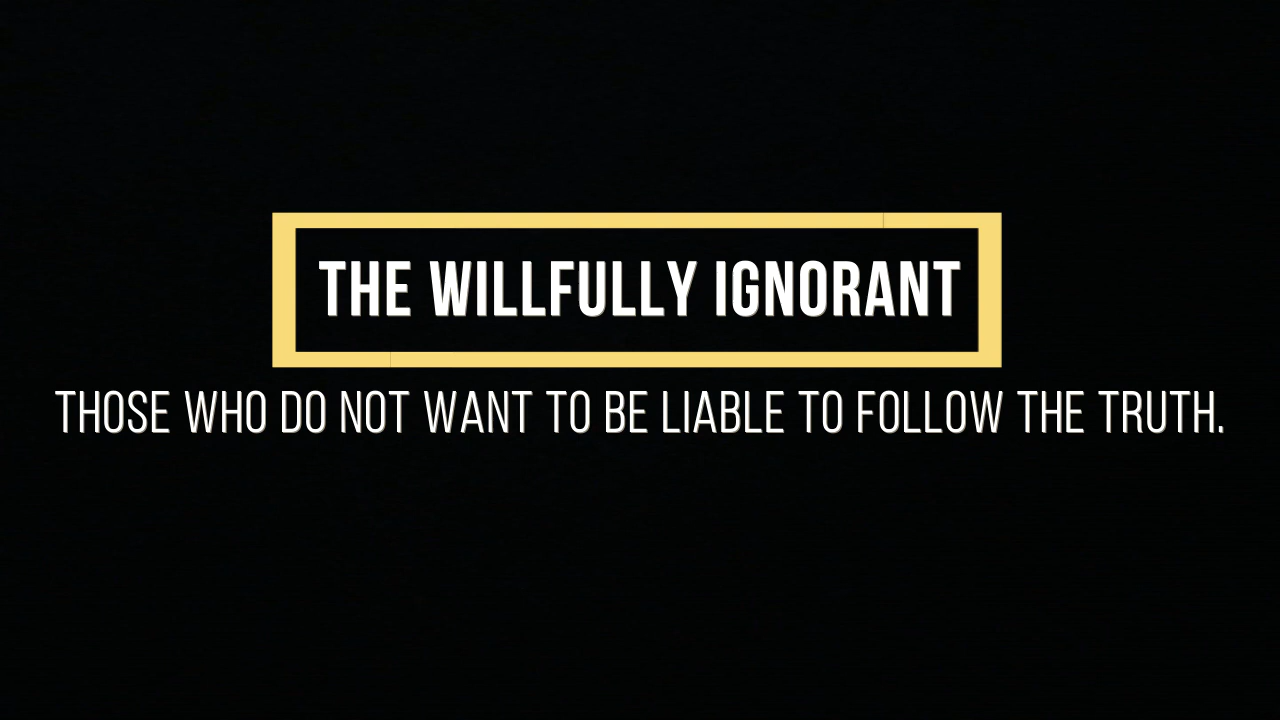 THE WILLFULLY IGNORANT
THOSE WHO DO NOT WANT TO BE LIABLE TO FOLLOW THE TRUTH.